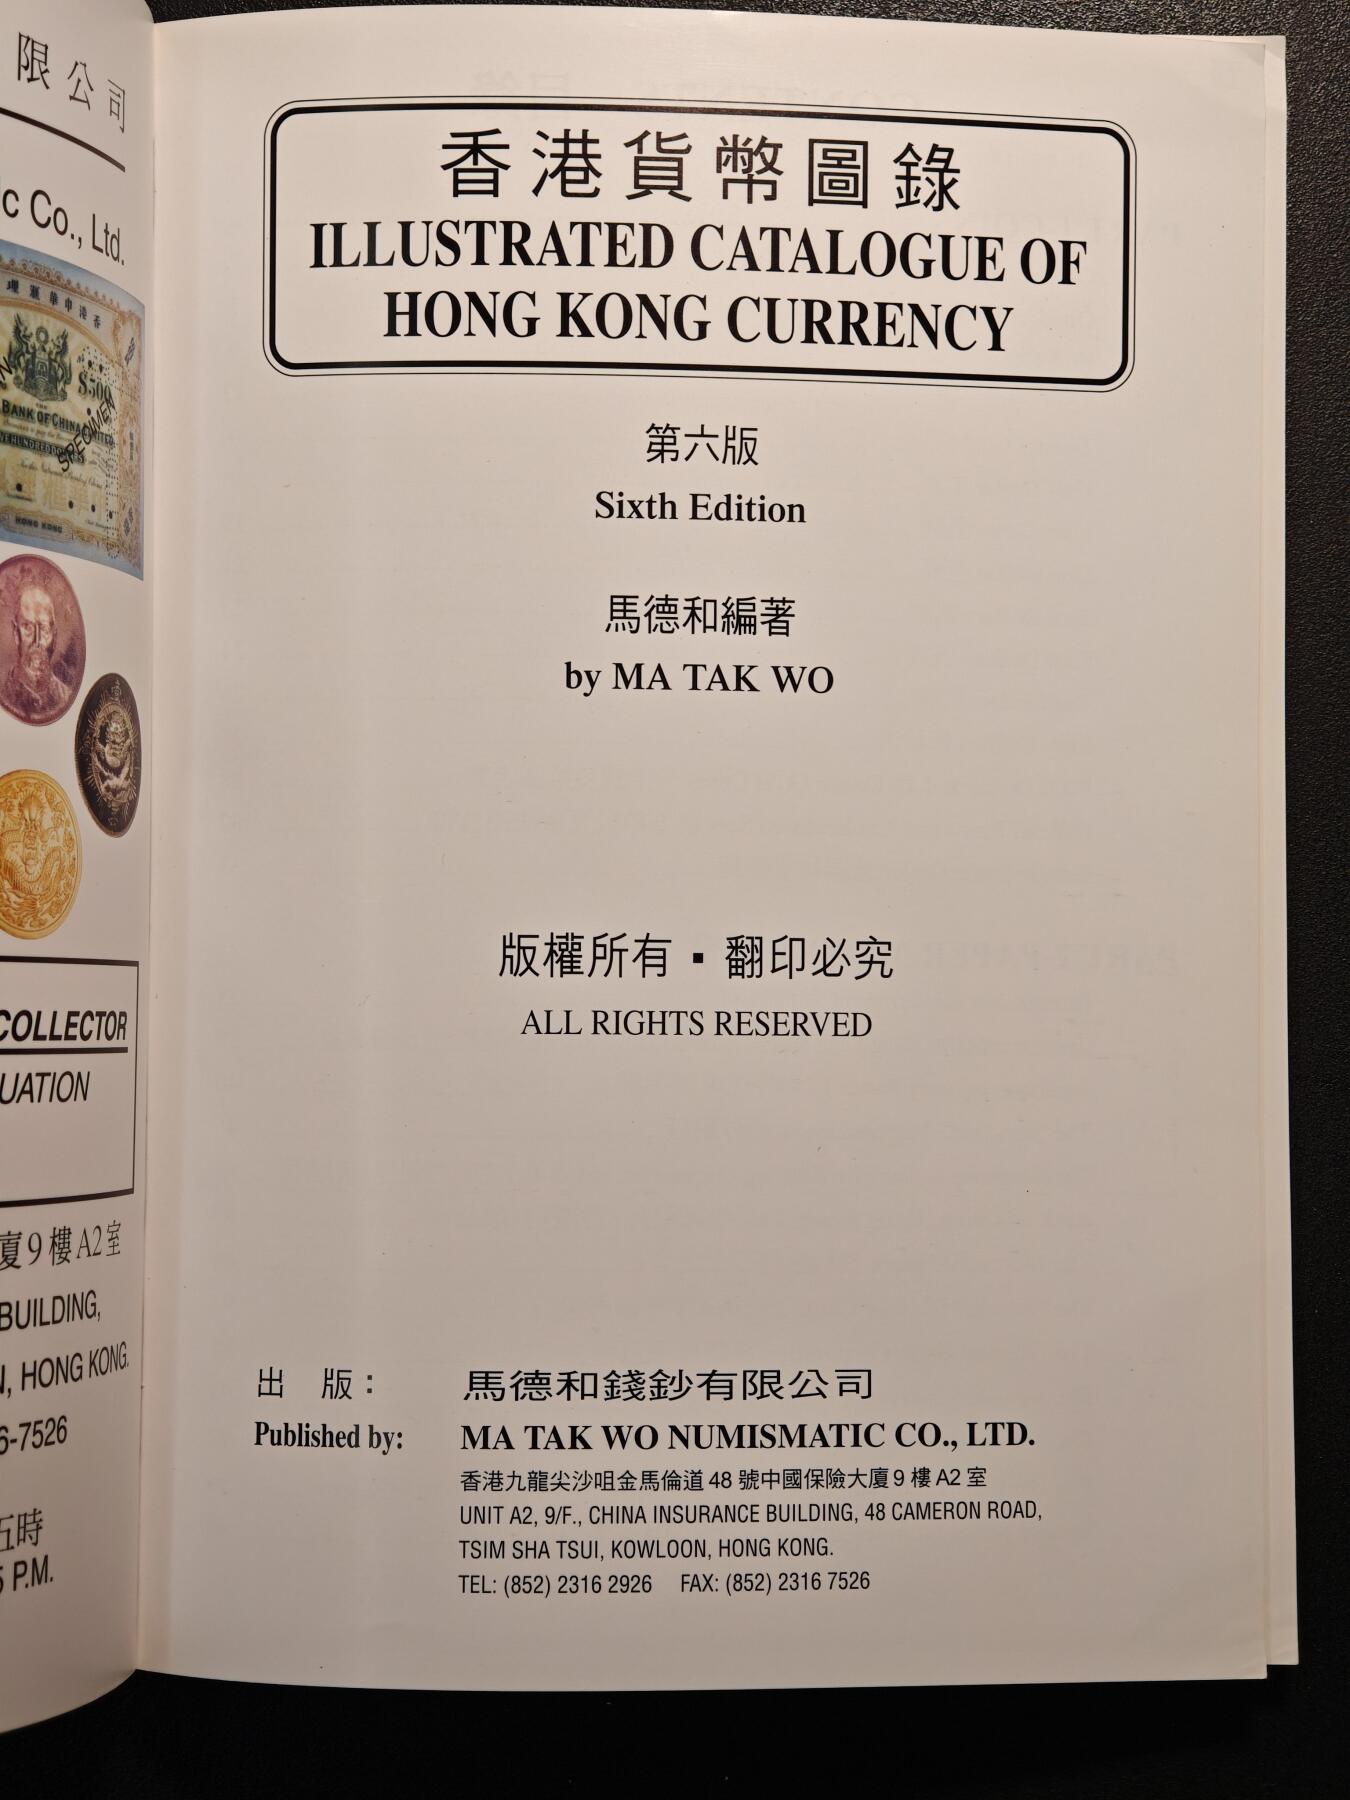 限公司
c Co., Ltd.
香港中華滙理
$500
BANK OF CHINA
SPECIMEN
HONG KONG
COLLECTOR
UATION
廈9樓A2室
BUILDING,
N, HONG KONG.
6-7526
五時
5 P.M.
香港貨幣圖錄
ILLUSTRATED CATALOGUE OF
HONG KONG CURRENCY
第六版
Sixth Edition
馬德和編著
by MA TAK WO
版權所有・翻印必究
ALL RIGHTS RESERVED
出 版： 馬德和錢鈔有限公司
Published by: MA TAK WO NUMISMATIC CO., LTD.
香港九龍尖沙咀金馬倫道 48 號中國保險大廈 9 樓 A2 室
UNIT A2, 9/F., CHINA INSURANCE BUILDING, 48 CAMERON ROAD,
TSIM SHA TSUI, KOWLOON, HONG KONG.
TEL: (852) 2316 2926 FAX: (852) 2316 7526